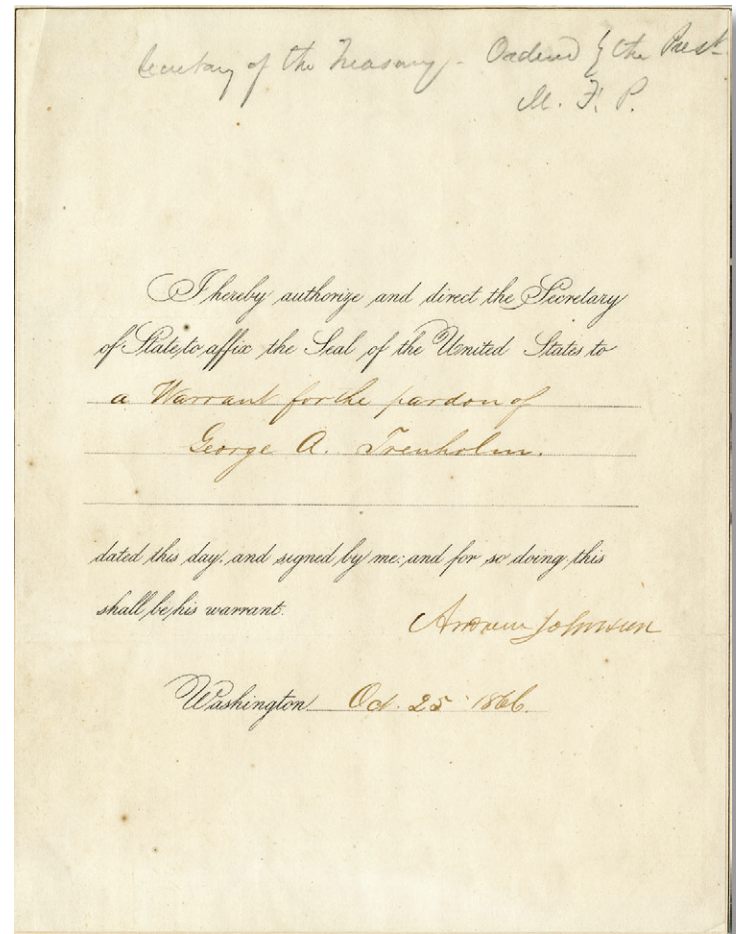 Secretary of the Treasury - Ordered by the Prest.
M. F. P.
I hereby authorize and direct the Secretary
of State, to affix the Seal of the United States to
a Warrant for the pardon of
George A. Trenholm.
dated this day, and signed by me: and for so doing this
shall be his warrant.
Andrew Johnson
Washington Oct. 25 1866.